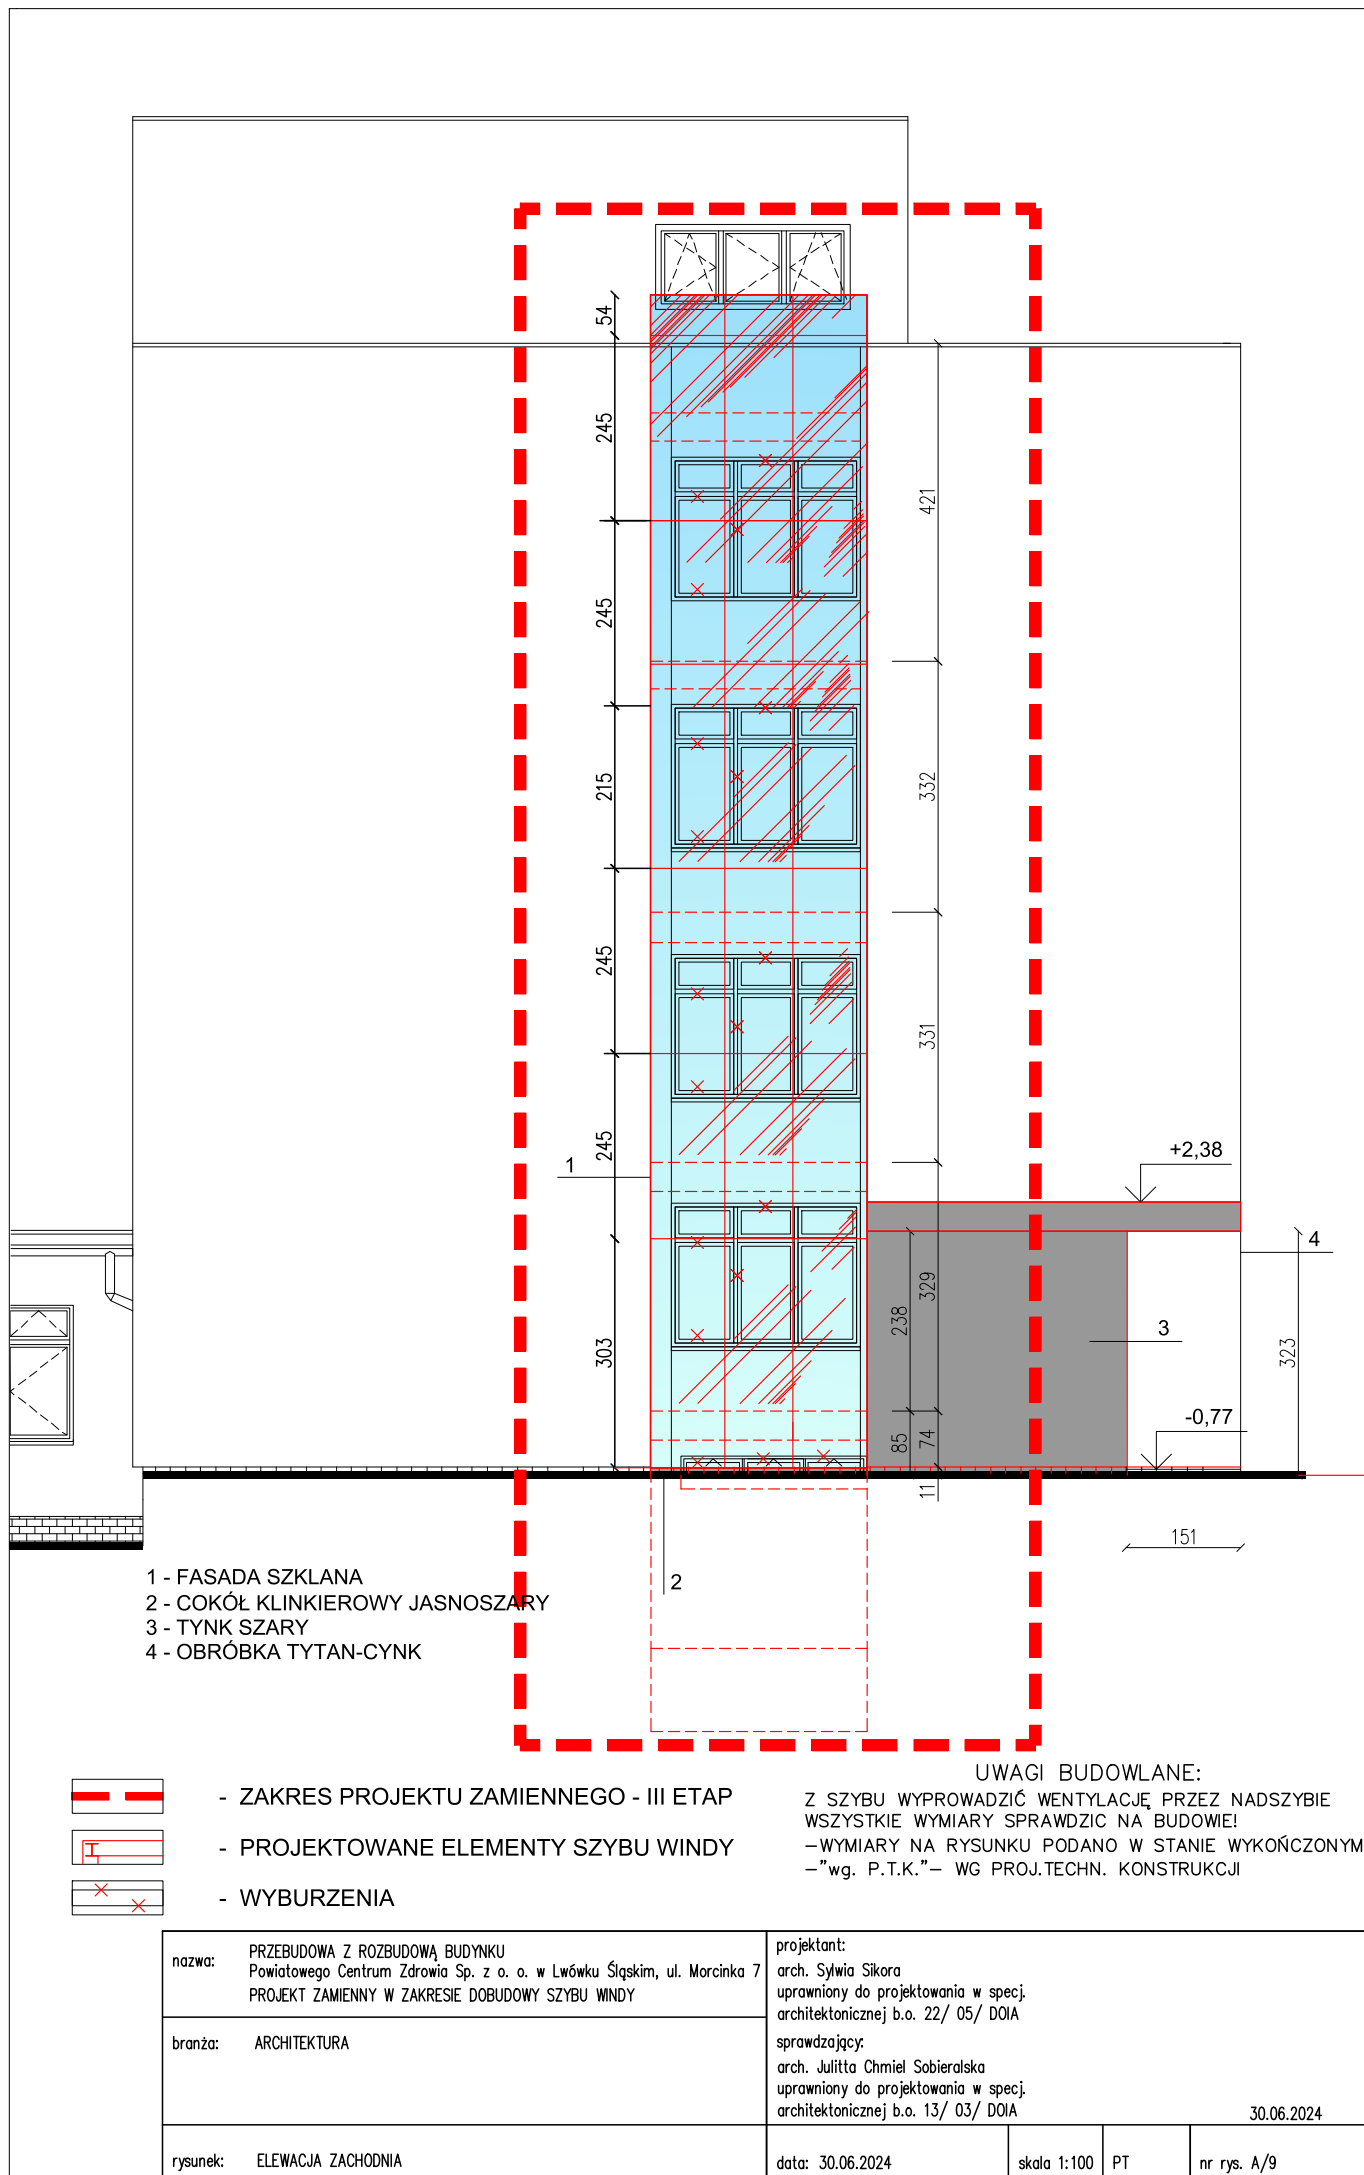 54
245
421
245
332
215
245
331
1
245
+2,38
4
329
238
3
303
323
-0,77
85
74
11
151
2
1 - FASADA SZKLANA
2 - COKÓŁ KLINKIEROWY JASNOSZARY
3 - TYNK SZARY
4 - OBRÓBKA TYTAN-CYNK
- ZAKRES PROJEKTU ZAMIENNEGO - III ETAP
- PROJEKTOWANE ELEMENTY SZYBU WINDY
- WYBURZENIA
UWAGI BUDOWLANE:
Z SZYBU WYPROWADZIĆ WENTYLACJĘ PRZEZ NADSZYBIE
WSZYSTKIE WYMIARY SPRAWDZIC NA BUDOWIE!
-WYMIARY NA RYSUNKU PODANO W STANIE WYKOŃCZONYM
-"wg. P.T.K."- WG PROJ.TECHN. KONSTRUKCJI
nazwa: PRZEBUDOWA Z ROZBUDOWĄ BUDYNKU
Powiatowego Centrum Zdrowia Sp. z o. o. w Lwówku Śląskim, ul. Morcinka 7
PROJEKT ZAMIENNY W ZAKRESIE DOBUDOWY SZYBU WINDY
branża: ARCHITEKTURA
rysunek: ELEWACJA ZACHODNIA
projektant:
arch. Sylwia Sikora
uprawniony do projektowania w specj.
architektonicznej b.o. 22/ 05/ DOIA
sprawdzający:
arch. Julitta Chmiel Sobieralska
uprawniony do projektowania w specj.
architektonicznej b.o. 13/ 03/ DOIA
30.06.2024
data: 30.06.2024
skala 1:100
PT
nr rys. A/9